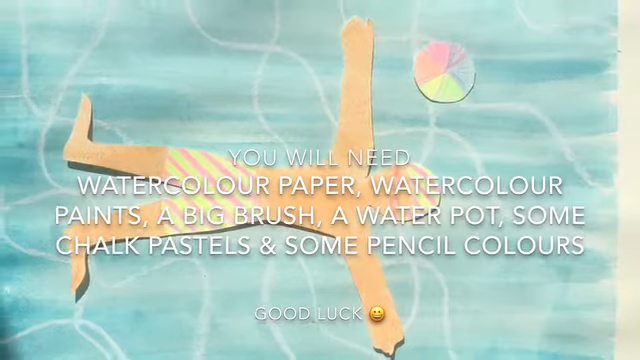 YOU WILL NEED
WATERCOLOUR PAPER, WATERCOLOUR
PAINTS, A BIG BRUSH, A WATER POT, SOME
CHALK PASTELS & SOME PENCIL COLOURS
GOOD LUCK 😀